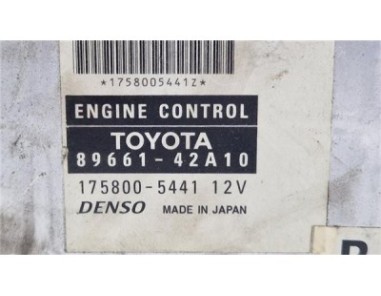 *1758005441Z*
ENGINE CONTROL
TOYOTA
89661-42A10
175800-5441 12V
DENSO MADE IN JAPAN